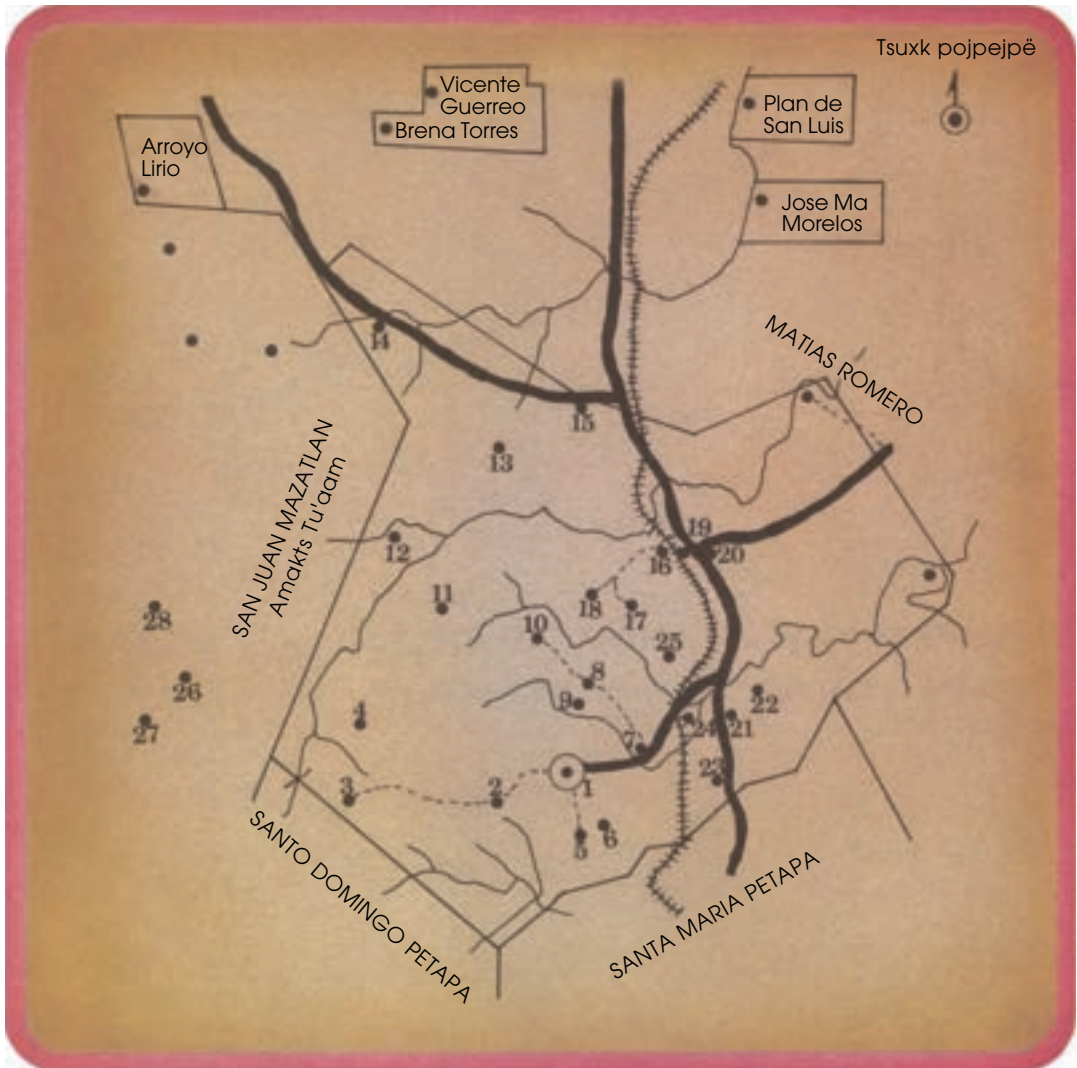 Tsuxk pojpejpë
Vicente
Guerreo
Brena Torres
Plan de
San Luis
Arroyo
Lirio
Jose Ma
Morelos
MATIAS ROMERO
14
15
13
SAN JUAN MAZATLAN
Amakts Tu'aam
19
20
16
12
11
18
17
28
10
25
8
26
9
22
4
24
21
27
7
23
3
2
1
5
6
SANTO DOMINGO PETAPA
SANTA MARIA PETAPA